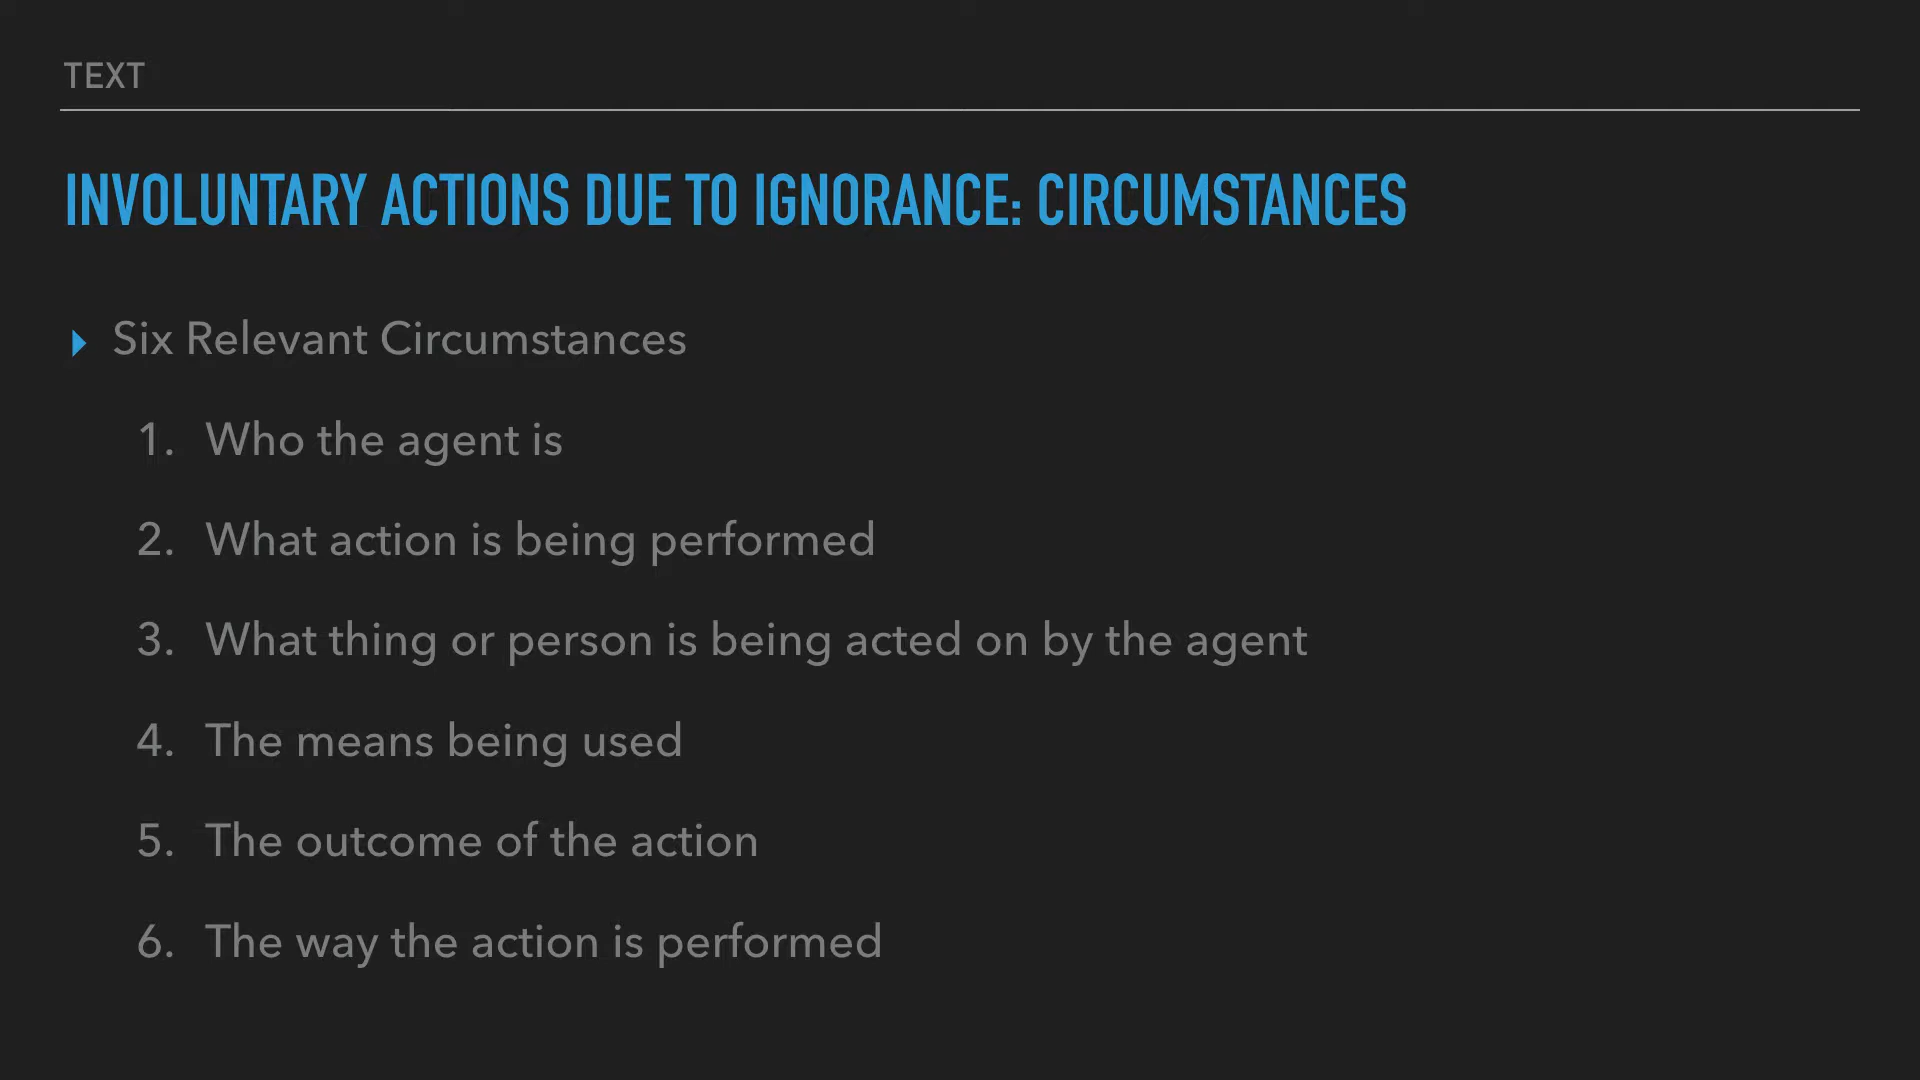 TEXT
INVOLUNTARY ACTIONS DUE TO IGNORANCE: CIRCUMSTANCES
Six Relevant Circumstances
1. Who the agent is
2. What action is being performed
3. What thing or person is being acted on by the agent
4. The means being used
5. The outcome of the action
6. The way the action is performed